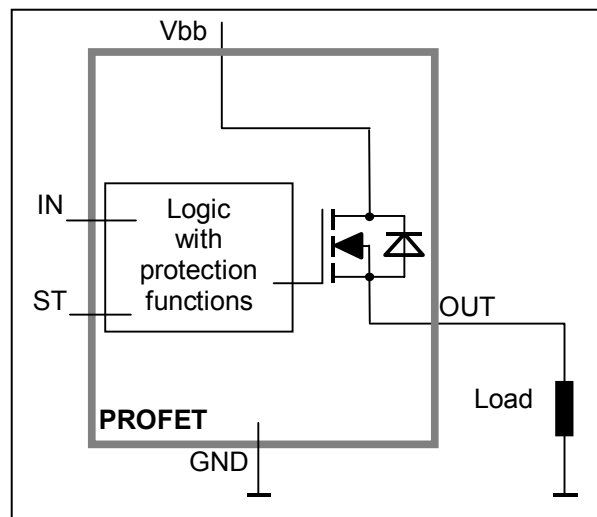 Vbb
IN
Logic
with
protection
functions
ST
OUT
Load
PROFET
GND